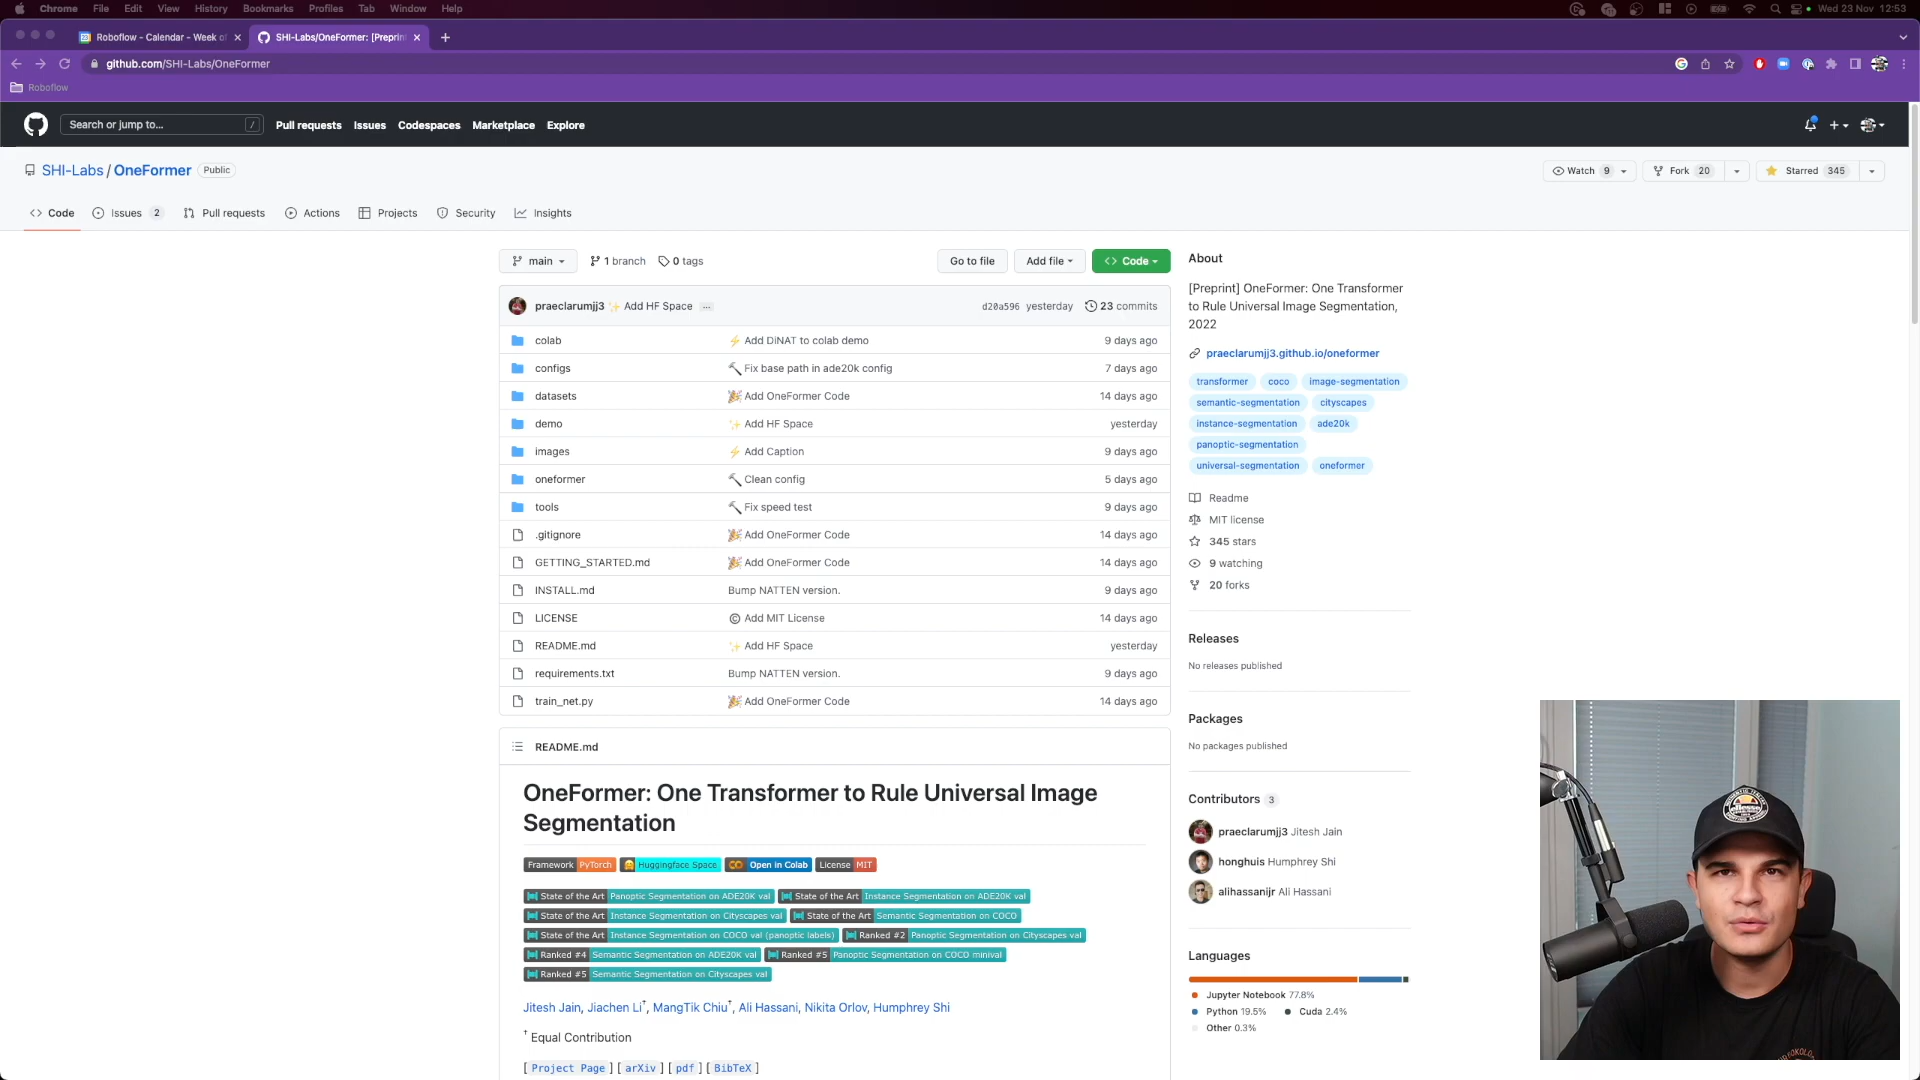 Chrome File Edit View History Bookmarks Profiles Tab Window Help Wed 23 Nov 12:53
Roboflow - Calendar - Week of SHI-Labs/OneFormer: [Preprin
github.com/SHI-Labs/OneFormer
Roboflow
Search or jump to... / Pull requests Issues Codespaces Marketplace Explore
SHI-Labs / OneFormer Public Watch 9 Fork 20 Starred 345
Code Issues 2 Pull requests Actions Projects Security Insights
main 1 branch 0 tags Go to file Add file Code
praeclarumjj3 ✨ Add HF Space ... d20a596 yesterday 23 commits
colab ⚡ Add DiNAT to colab demo 9 days ago
configs 🔨 Fix base path in ade20k config 7 days ago
datasets 🎉 Add OneFormer Code 14 days ago
demo ✨ Add HF Space yesterday
images ⚡ Add Caption 9 days ago
oneformer 🔨 Clean config 5 days ago
tools 🔨 Fix speed test 9 days ago
.gitignore 🎉 Add OneFormer Code 14 days ago
GETTING_STARTED.md 🎉 Add OneFormer Code 14 days ago
INSTALL.md Bump NATTEN version. 9 days ago
LICENSE © Add MIT License 14 days ago
README.md ✨ Add HF Space yesterday
requirements.txt Bump NATTEN version. 9 days ago
train_net.py 🎉 Add OneFormer Code 14 days ago
README.md
OneFormer: One Transformer to Rule Universal Image
Segmentation
Framework PyTorch 🤗 Huggingface Space Open in Colab License MIT
State of the Art Panoptic Segmentation on ADE20K val State of the Art Instance Segmentation on ADE20K val
State of the Art Instance Segmentation on Cityscapes val State of the Art Semantic Segmentation on COCO
State of the Art Instance Segmentation on COCO val (panoptic labels) Ranked #2 Panoptic Segmentation on Cityscapes val
Ranked #4 Semantic Segmentation on ADE20K val Ranked #5 Panoptic Segmentation on COCO minival
Ranked #5 Semantic Segmentation on Cityscapes val
Jitesh Jain, Jiachen Li†, MangTik Chiu†, Ali Hassani, Nikita Orlov, Humphrey Shi
† Equal Contribution
[ Project Page ] [ arXiv ] [ pdf ] [ BibTeX ]
About
[Preprint] OneFormer: One Transformer
to Rule Universal Image Segmentation,
2022
praeclarumjj3.github.io/oneformer
transformer coco image-segmentation
semantic-segmentation cityscapes
instance-segmentation ade20k
panoptic-segmentation
universal-segmentation oneformer
Readme
MIT license
345 stars
9 watching
20 forks
Releases
No releases published
Packages
No packages published
Contributors 3
praeclarumjj3 Jitesh Jain
honghuis Humphrey Shi
alihassanijr Ali Hassani
Languages
Jupyter Notebook 77.8%
Python 19.5% Cuda 2.4%
Other 0.3%
ellesse